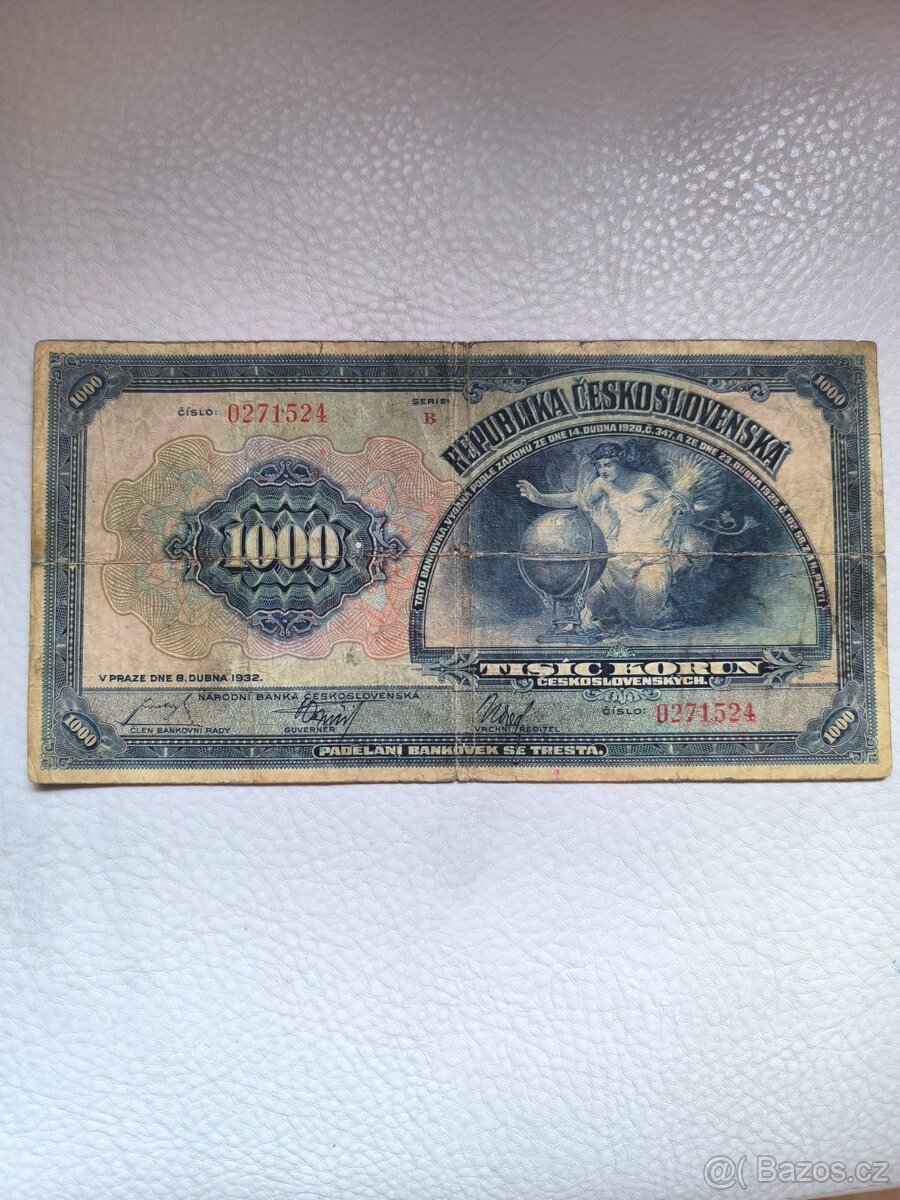 1000 1000
ČÍSLO: 0271524 SERIE: B
REPUBLIKA ČESKOSLOVENSKÁ
TATO BANKOVKA, VYDANÁ PODLE ZÁKONŮ ZE DNE 14. DUBNA 1920, Č. 347, A ZE DNE 23. DUBNA 1925, Č. 102 SB. Z. A N., PLATÍ
1000
TISÍC KORUN
ČESKOSLOVENSKÝCH.
V PRAZE DNE 8. DUBNA 1932.
NÁRODNÍ BANKA ČESKOSLOVENSKÁ
ČÍSLO: 0271524
ČLEN BANKOVNÍ RADY GUVERNÉR VRCHNÍ ŘEDITEL
1000 1000
PADĚLÁNÍ BANKOVEK SE TRESTÁ.
@( Bazos.cz